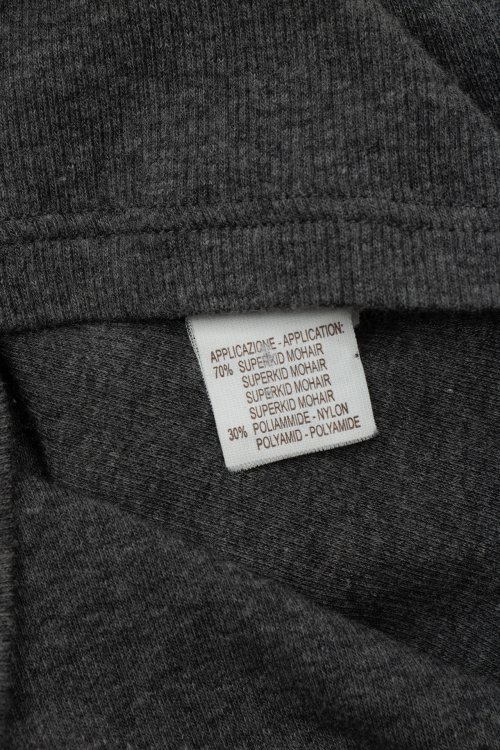 APPLICAZIONE - APPLICATION:
70% SUPERKID MOHAIR
SUPERKID MOHAIR
SUPERKID MOHAIR
SUPERKID MOHAIR
30% POLIAMMIDE - NYLON
POLYAMID - POLYAMIDE